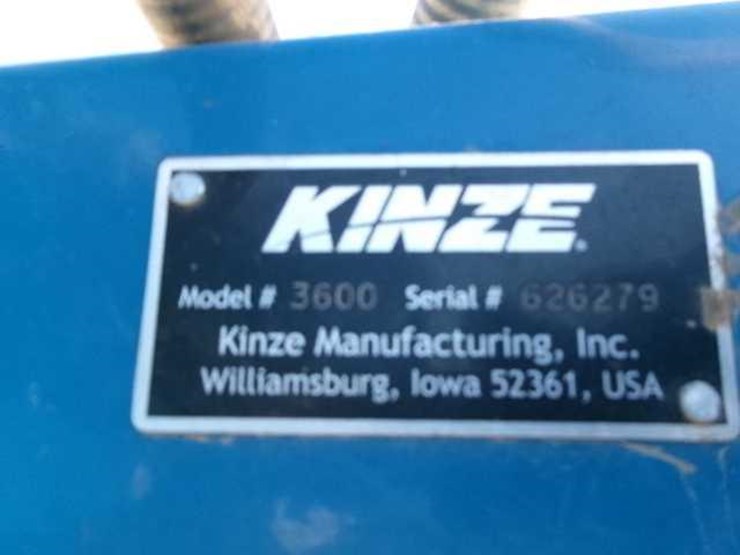 KINZE
Model # 3600 Serial # 626279
Kinze Manufacturing, Inc.
Williamsburg, Iowa 52361, USA